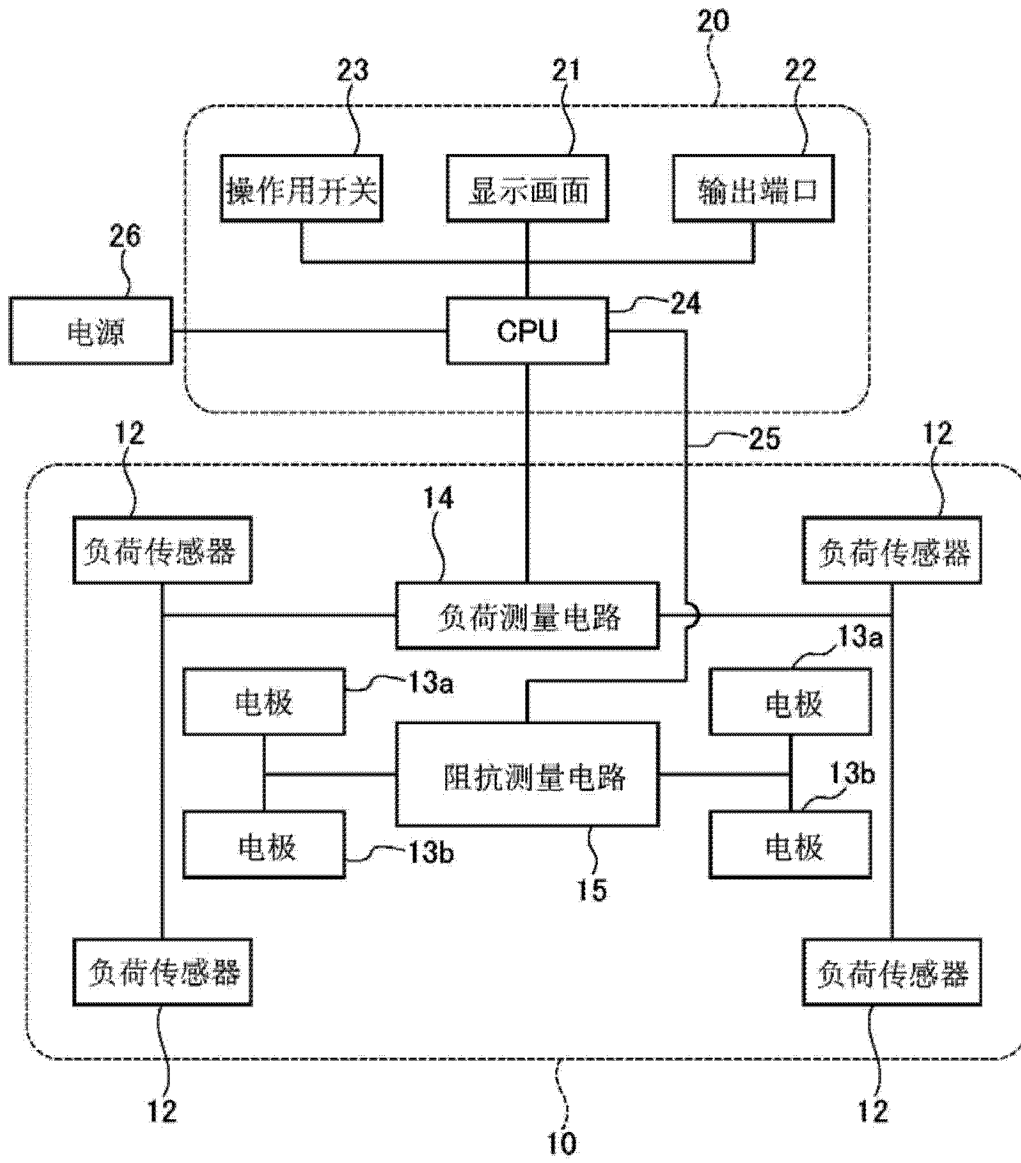 20
23
21
22
操作用开关
显示画面
输出端口
26
24
电源
CPU
25
12
12
14
负荷传感器
负荷传感器
负荷测量电路
13a
13a
电极
电极
阻抗测量电路
13b
电极
13b
电极
15
负荷传感器
负荷传感器
12
12
10